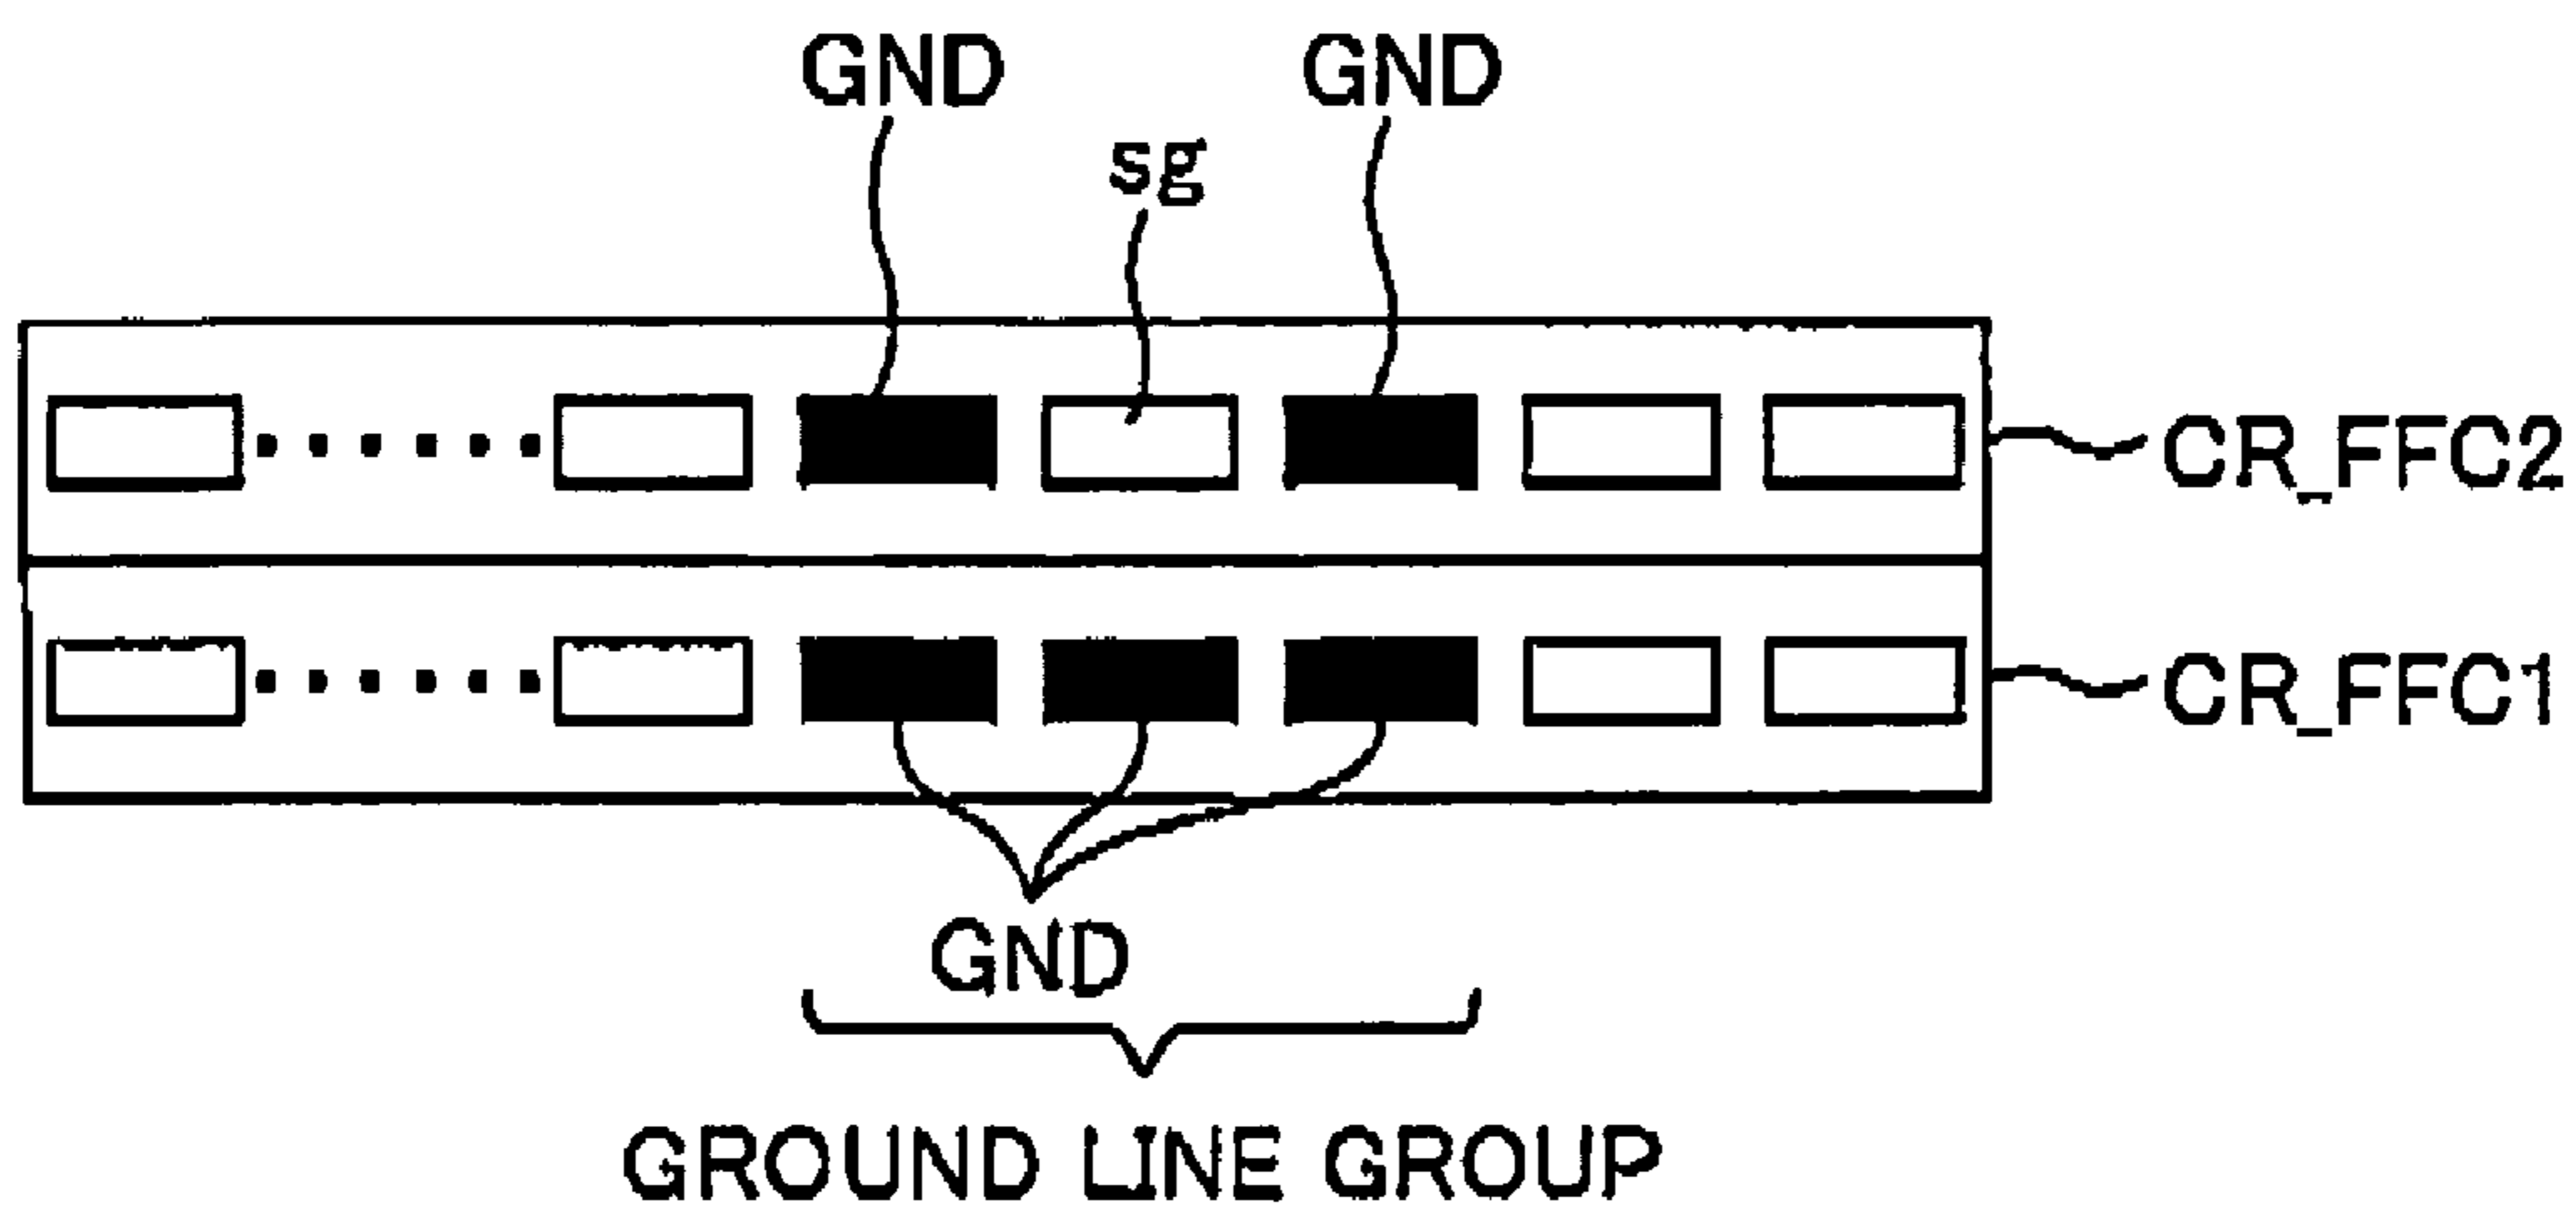 GND GND
sg
CR_FFC2
CR_FFC1
GND
GROUND LINE GROUP